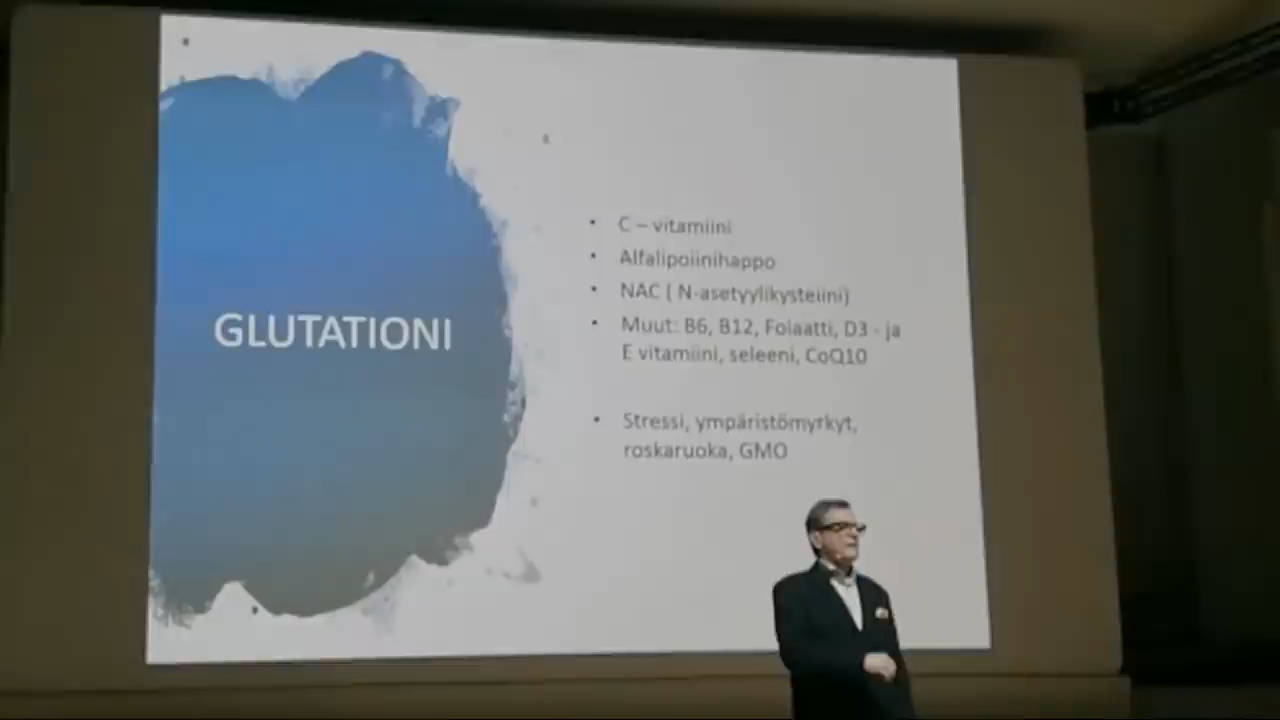 GLUTATIONI
• C – vitamiini
• Alfalipoiinihappo
• NAC ( N-asetyylikysteiini)
• Muut: B6, B12, Folaatti, D3 - ja
E vitamiini, seleeni, CoQ10
• Stressi, ympäristömyrkyt,
roskaruoka, GMO